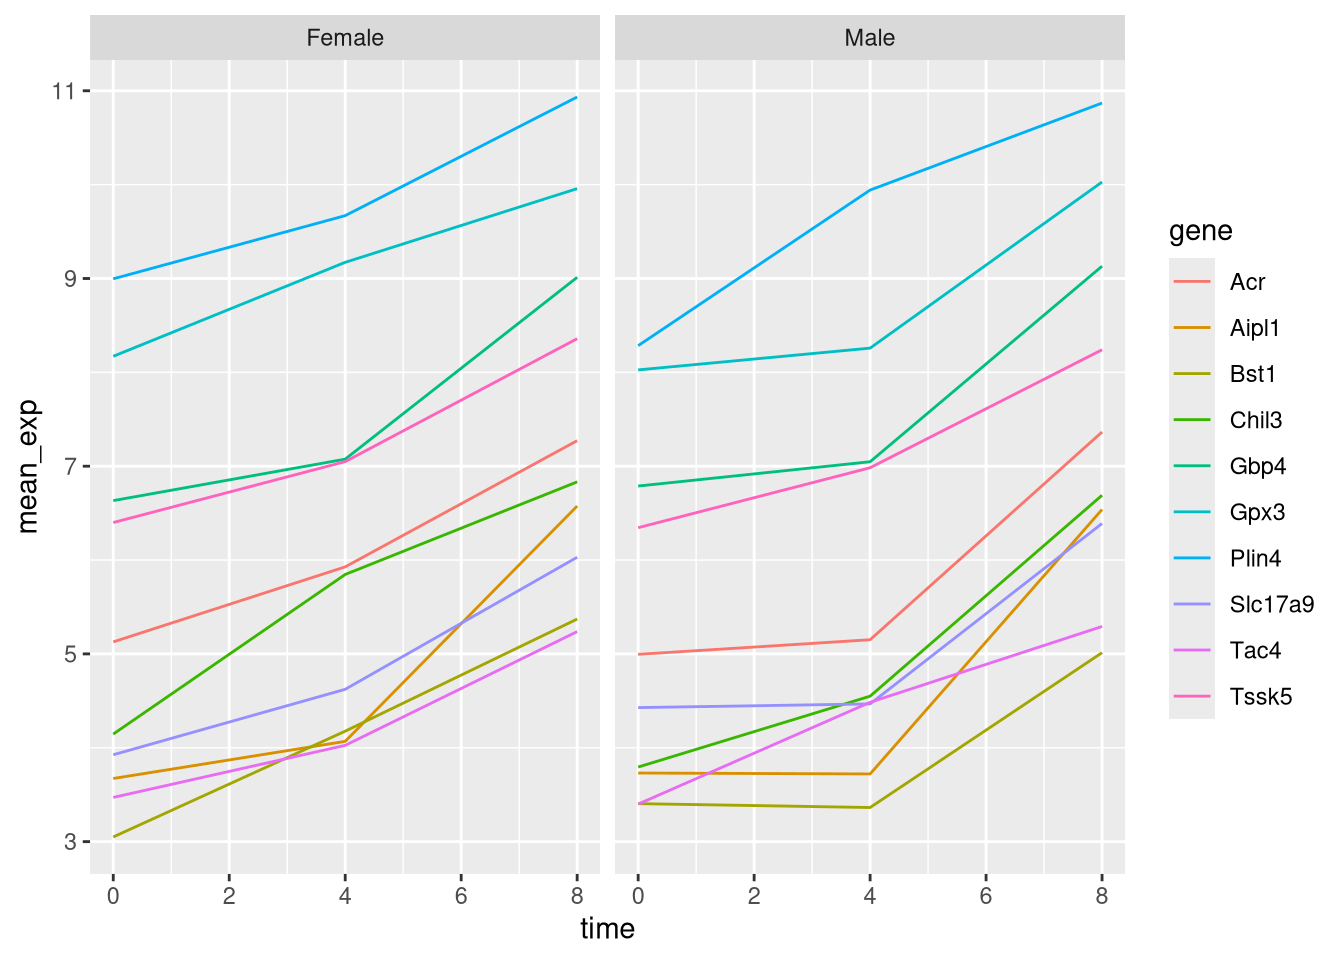 Female
Male
mean_exp
11
9
7
5
3
0 2 4 6 8
0 2 4 6 8
time
gene
Acr
Aipl1
Bst1
Chil3
Gbp4
Gpx3
Plin4
Slc17a9
Tac4
Tssk5